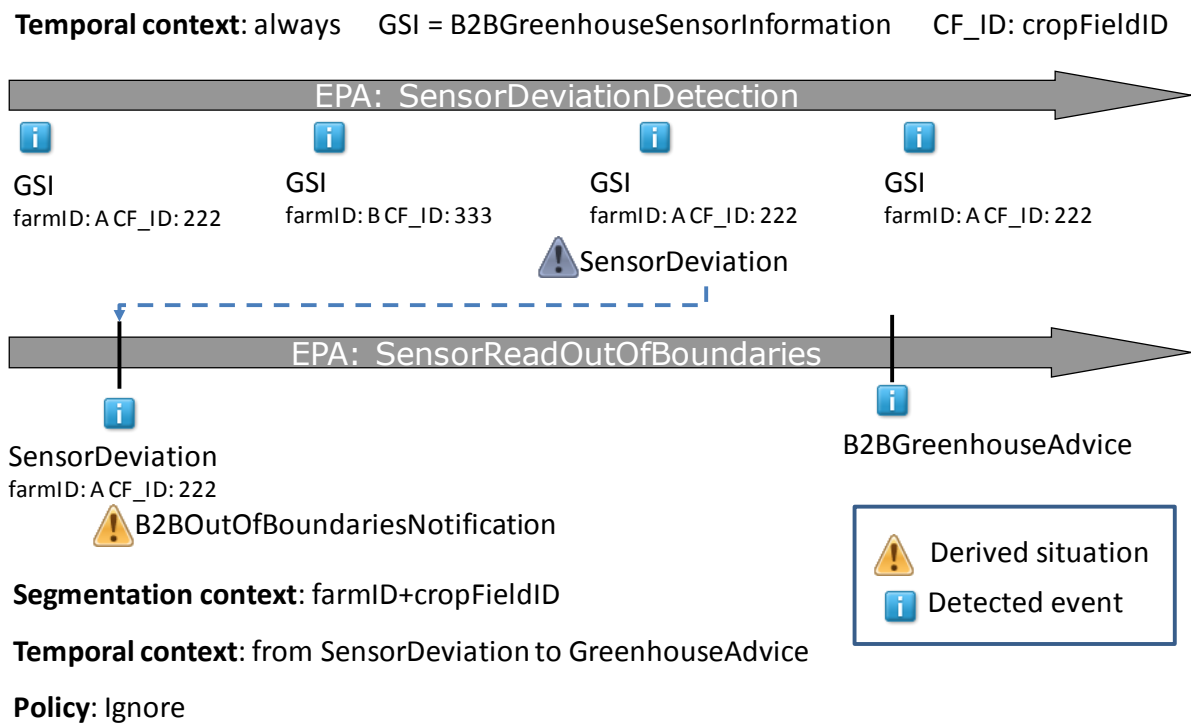 Temporal context: always GSI = B2BGreenhouseSensorInformation CF_ID: cropFieldID
EPA: SensorDeviationDetection
i i i i
GSI GSI GSI GSI
farmID: A CF_ID: 222 farmID: B CF_ID: 333 farmID: A CF_ID: 222 farmID: A CF_ID: 222
! SensorDeviation
EPA: SensorReadOutOfBoundaries
i i
SensorDeviation B2BGreenhouseAdvice
farmID: A CF_ID: 222
! B2BOutOfBoundariesNotification
! Derived situation
i Detected event
Segmentation context: farmID+cropFieldID
Temporal context: from SensorDeviation to GreenhouseAdvice
Policy: Ignore